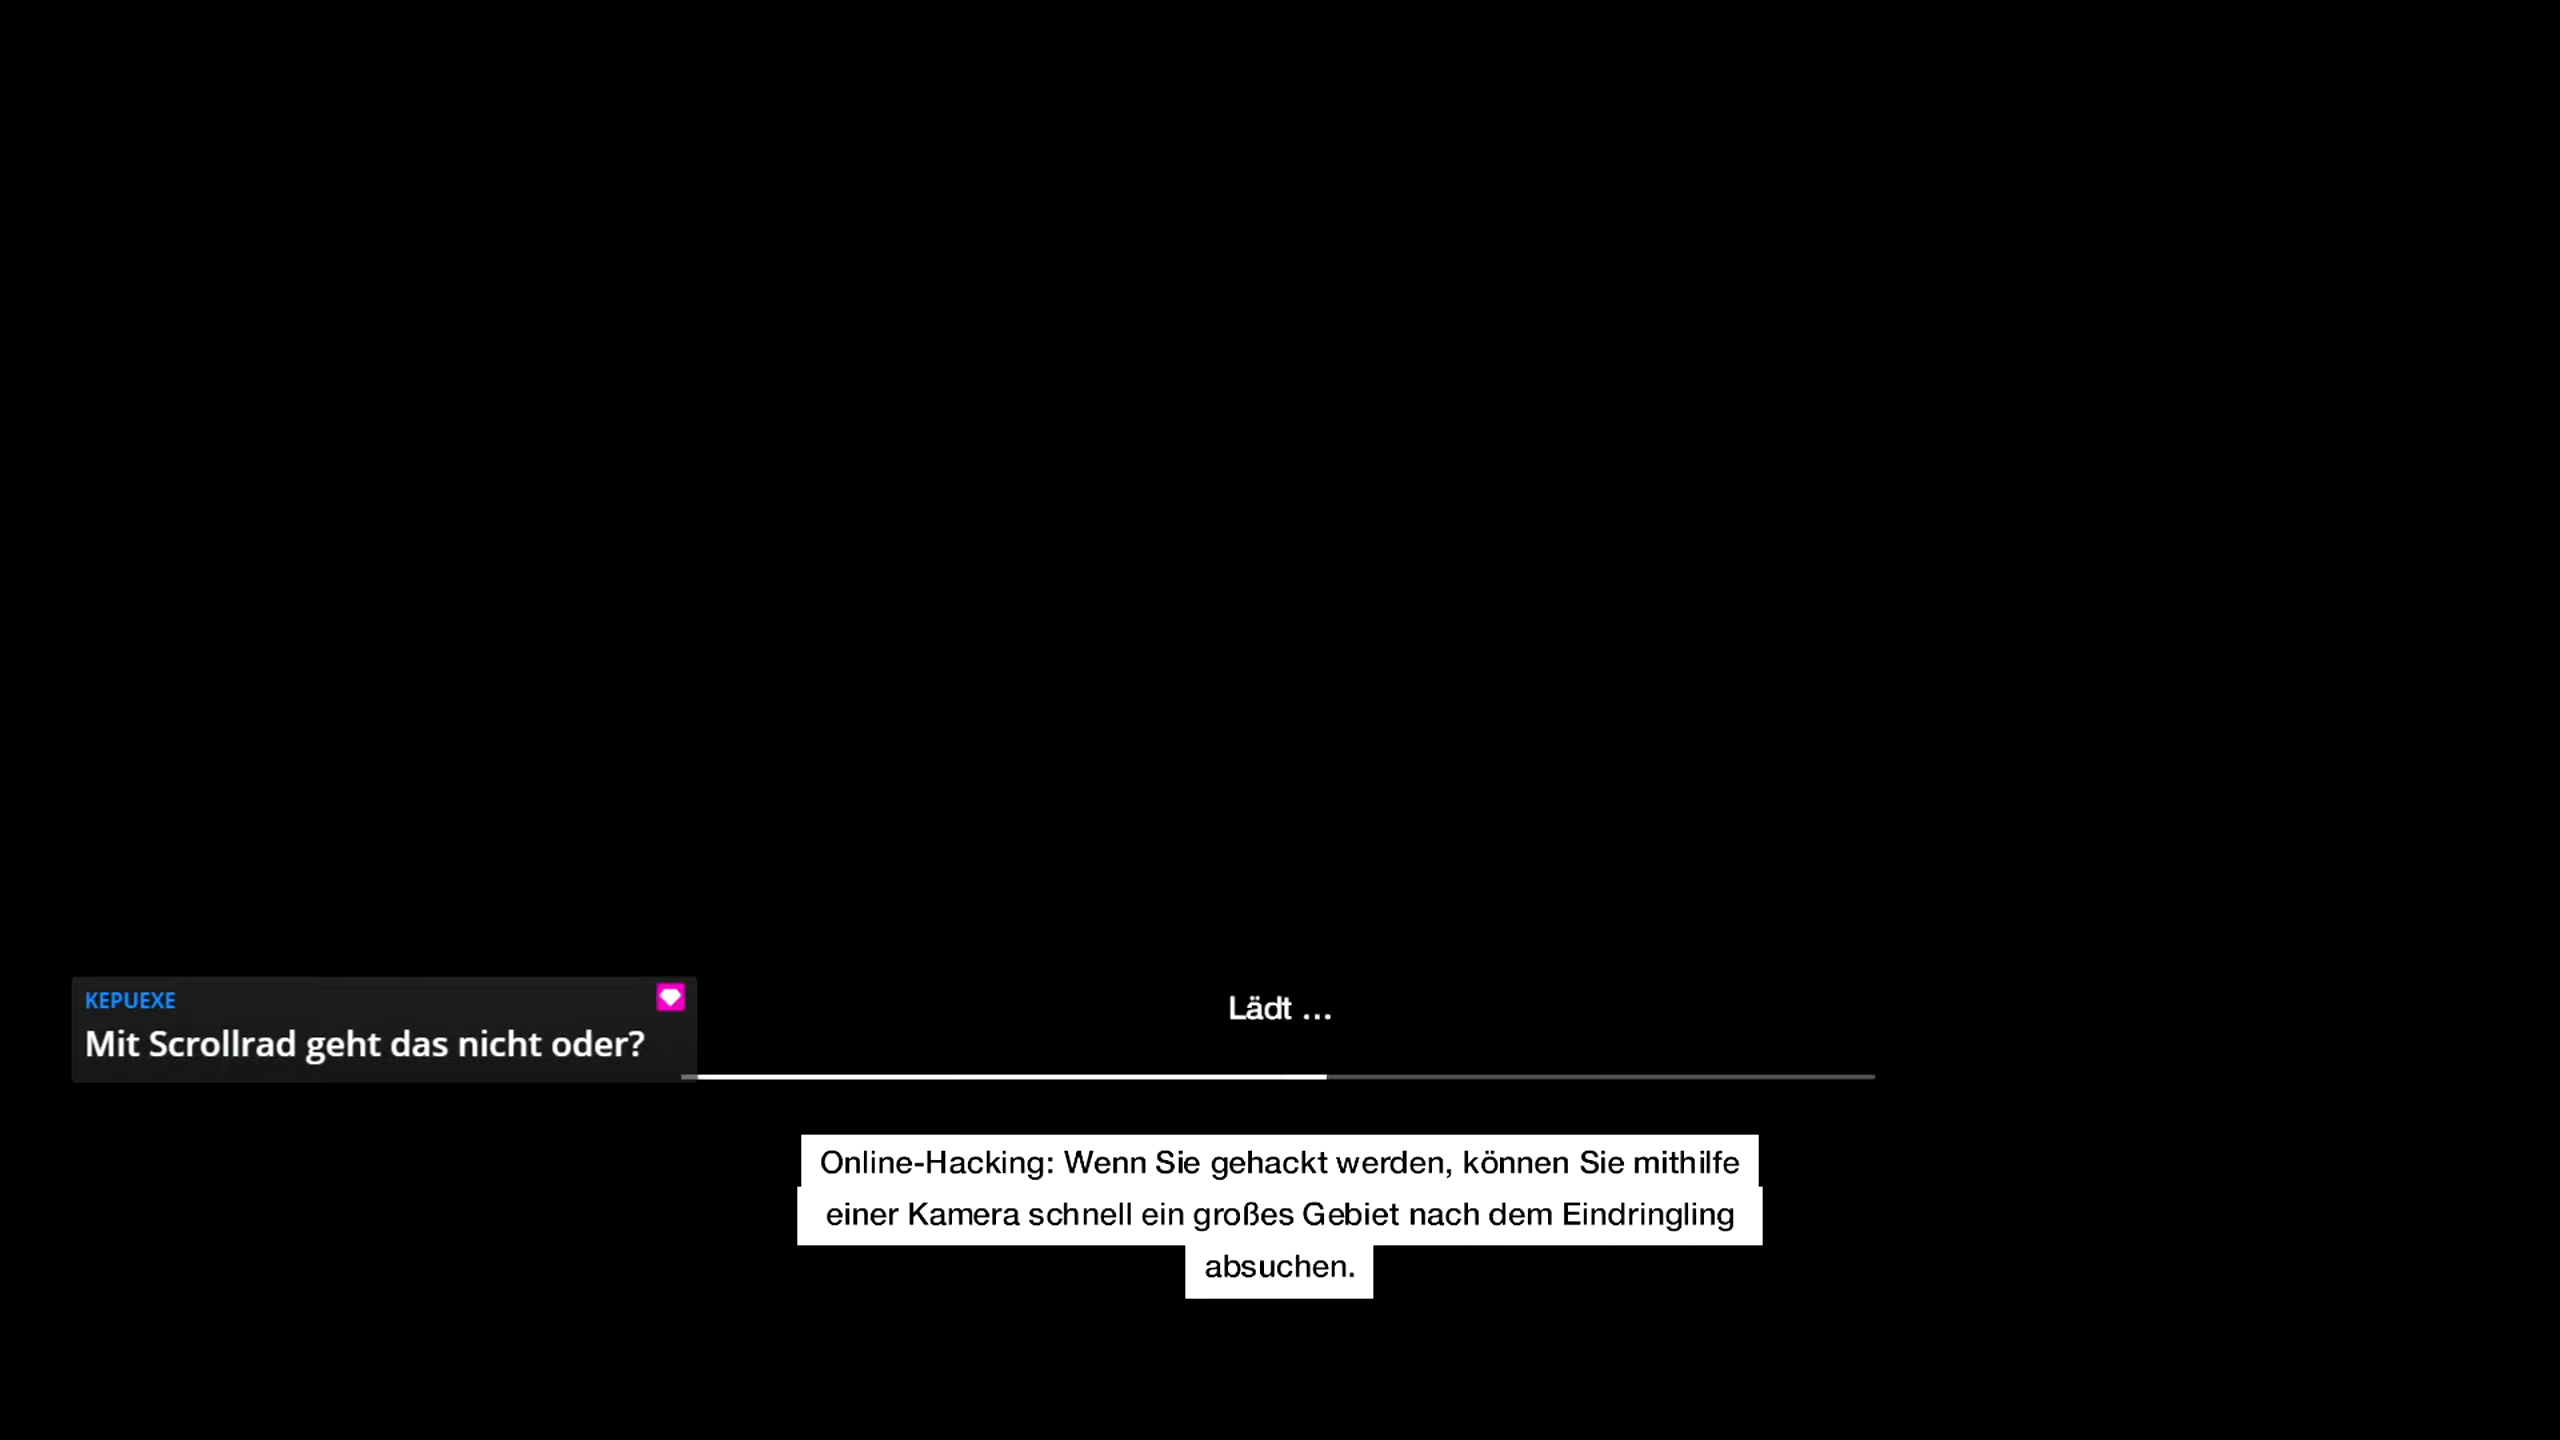 KEPUEXE
Mit Scrollrad geht das nicht oder?
Lädt ...
Online-Hacking: Wenn Sie gehackt werden, können Sie mithilfe
einer Kamera schnell ein großes Gebiet nach dem Eindringling
absuchen.